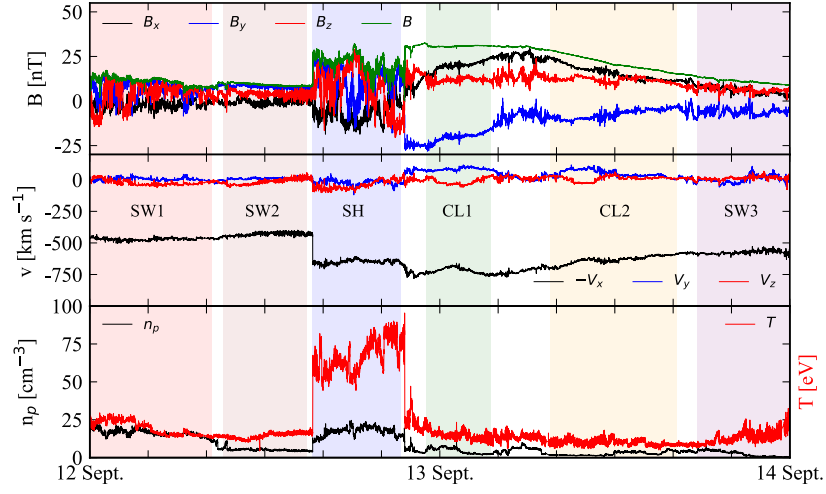 50
25
0
-25
B [nT]
B_x B_y B_z B
0
-250
-500
-750
v [km s⁻¹]
SW1 SW2 SH CL1 CL2 SW3
-V_x V_y V_z
100
75
50
25
0
n_p [cm⁻³]
n_p T
T [eV]
12 Sept. 13 Sept. 14 Sept.